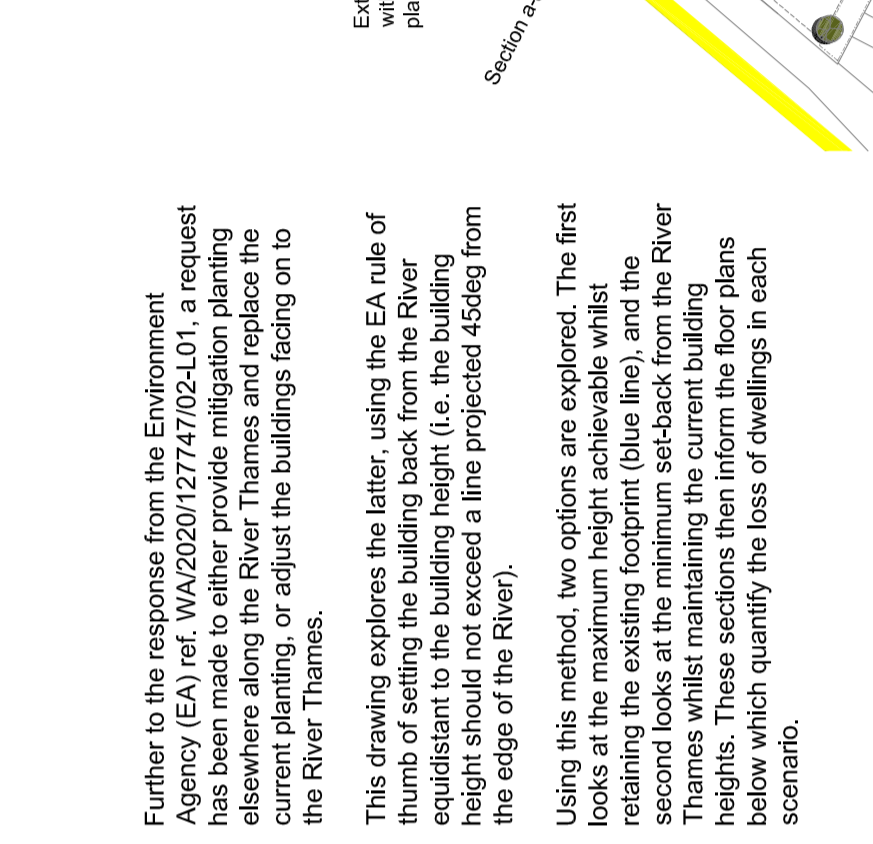 Further to the response from the Environment
Agency (EA) ref. WA/2020/127747/02-L01, a request
has been made to either provide mitigation planting
elsewhere along the River Thames and replace the
current planting, or adjust the buildings facing on to
the River Thames.
This drawing explores the latter, using the EA rule of
thumb of setting the building back from the River
equidistant to the building height (i.e. the building
height should not exceed a line projected 45deg from
the edge of the River).
Using this method, two options are explored. The first
looks at the maximum height achievable whilst
retaining the existing footprint (blue line), and the
second looks at the minimum set-back from the River
Thames whilst maintaining the current building
heights. These sections then inform the floor plans
below which quantify the loss of dwellings in each
scenario.
Ext
wit
pla
Section a-